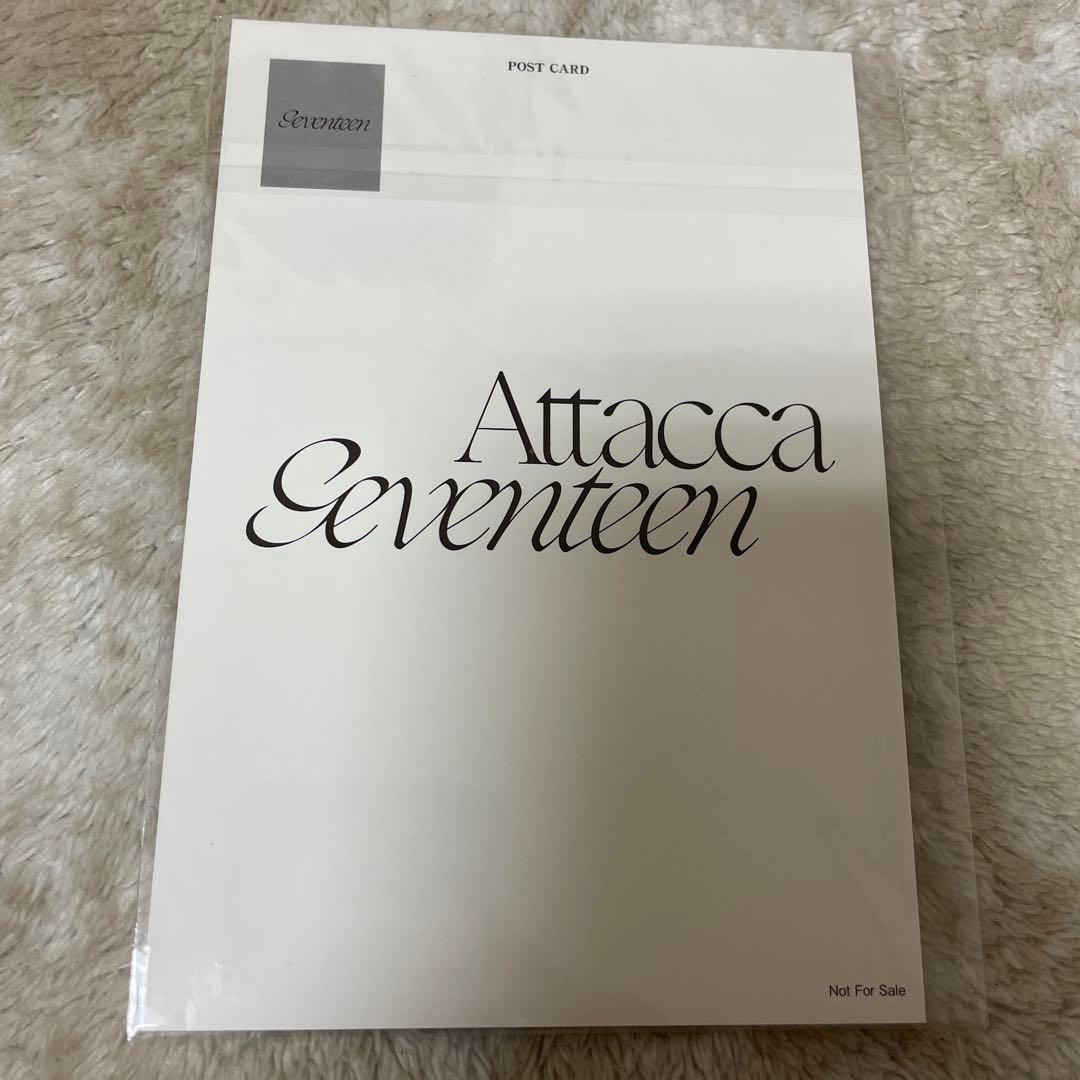 POST CARD
Seventeen
Attacca
Seventeen
Not For Sale